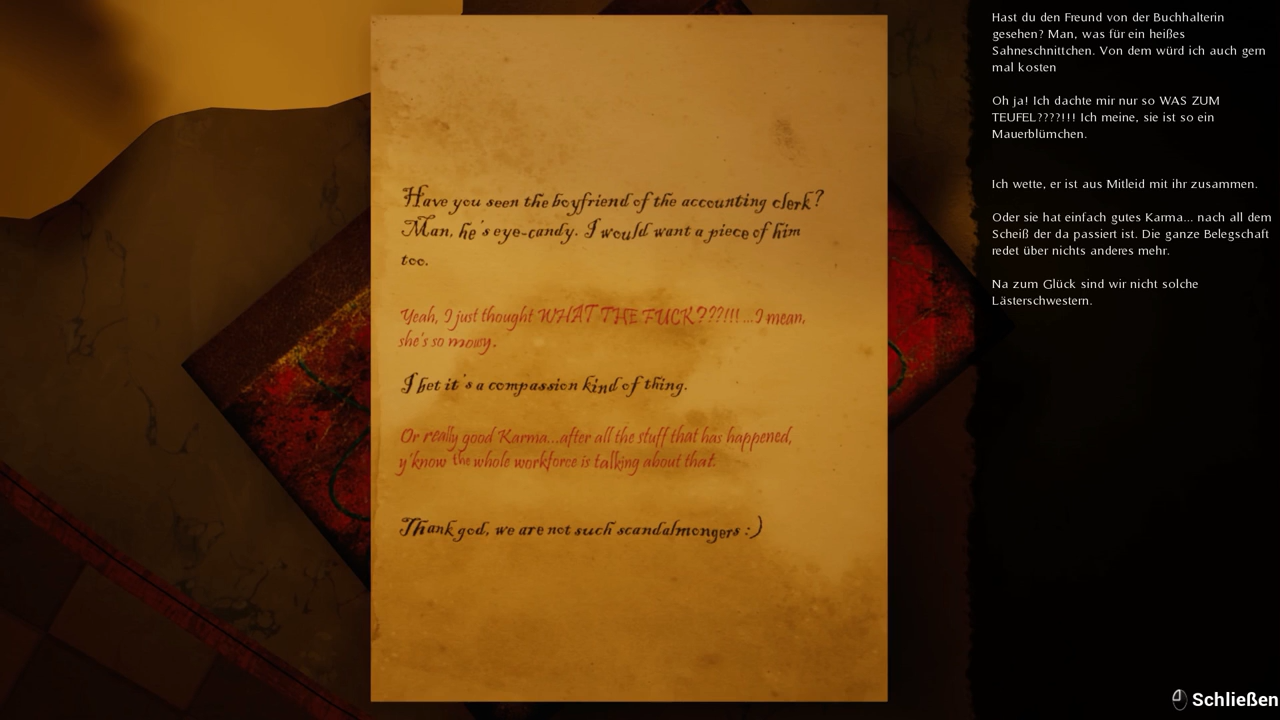 Have you seen the boyfriend of the accounting clerk?
Man, he's eye-candy. I would want a piece of him
too.
Yeah, I just thought WHAT THE FUCK???!!! ...I mean,
she's so mousy.
I bet it's a compassion kind of thing.
Or really good Karma...after all the stuff that has happened,
y'know the whole workforce is talking about that.
Thank god, we are not such scandalmongers :)
Hast du den Freund von der Buchhalterin
gesehen? Man, was für ein heißes
Sahneschnittchen. Von dem würd ich auch gern
mal kosten
Oh ja! Ich dachte mir nur so WAS ZUM
TEUFEL????!!! Ich meine, sie ist so ein
Mauerblümchen.
Ich wette, er ist aus Mitleid mit ihr zusammen.
Oder sie hat einfach gutes Karma... nach all dem
Scheiß der da passiert ist. Die ganze Belegschaft
redet über nichts anderes mehr.
Na zum Glück sind wir nicht solche
Lästerschwestern.
Schließen